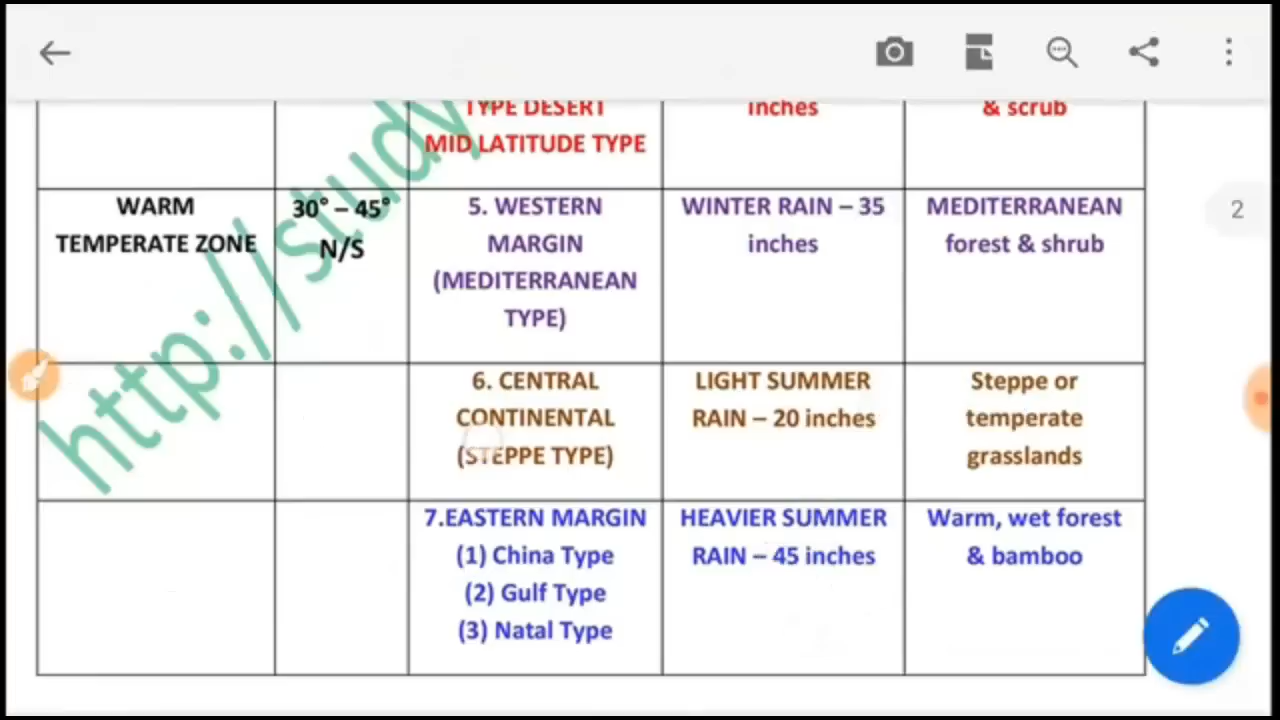 TYPE DESERT
MID LATITUDE TYPE
inches
& scrub
WARM
TEMPERATE ZONE
30° – 45°
N/S
5. WESTERN
MARGIN
(MEDITERRANEAN
TYPE)
WINTER RAIN – 35
inches
MEDITERRANEAN
forest & shrub
6. CENTRAL
CONTINENTAL
(STEPPE TYPE)
LIGHT SUMMER
RAIN – 20 inches
Steppe or
temperate
grasslands
7.EASTERN MARGIN
(1) China Type
(2) Gulf Type
(3) Natal Type
HEAVIER SUMMER
RAIN – 45 inches
Warm, wet forest
& bamboo
2
http://study